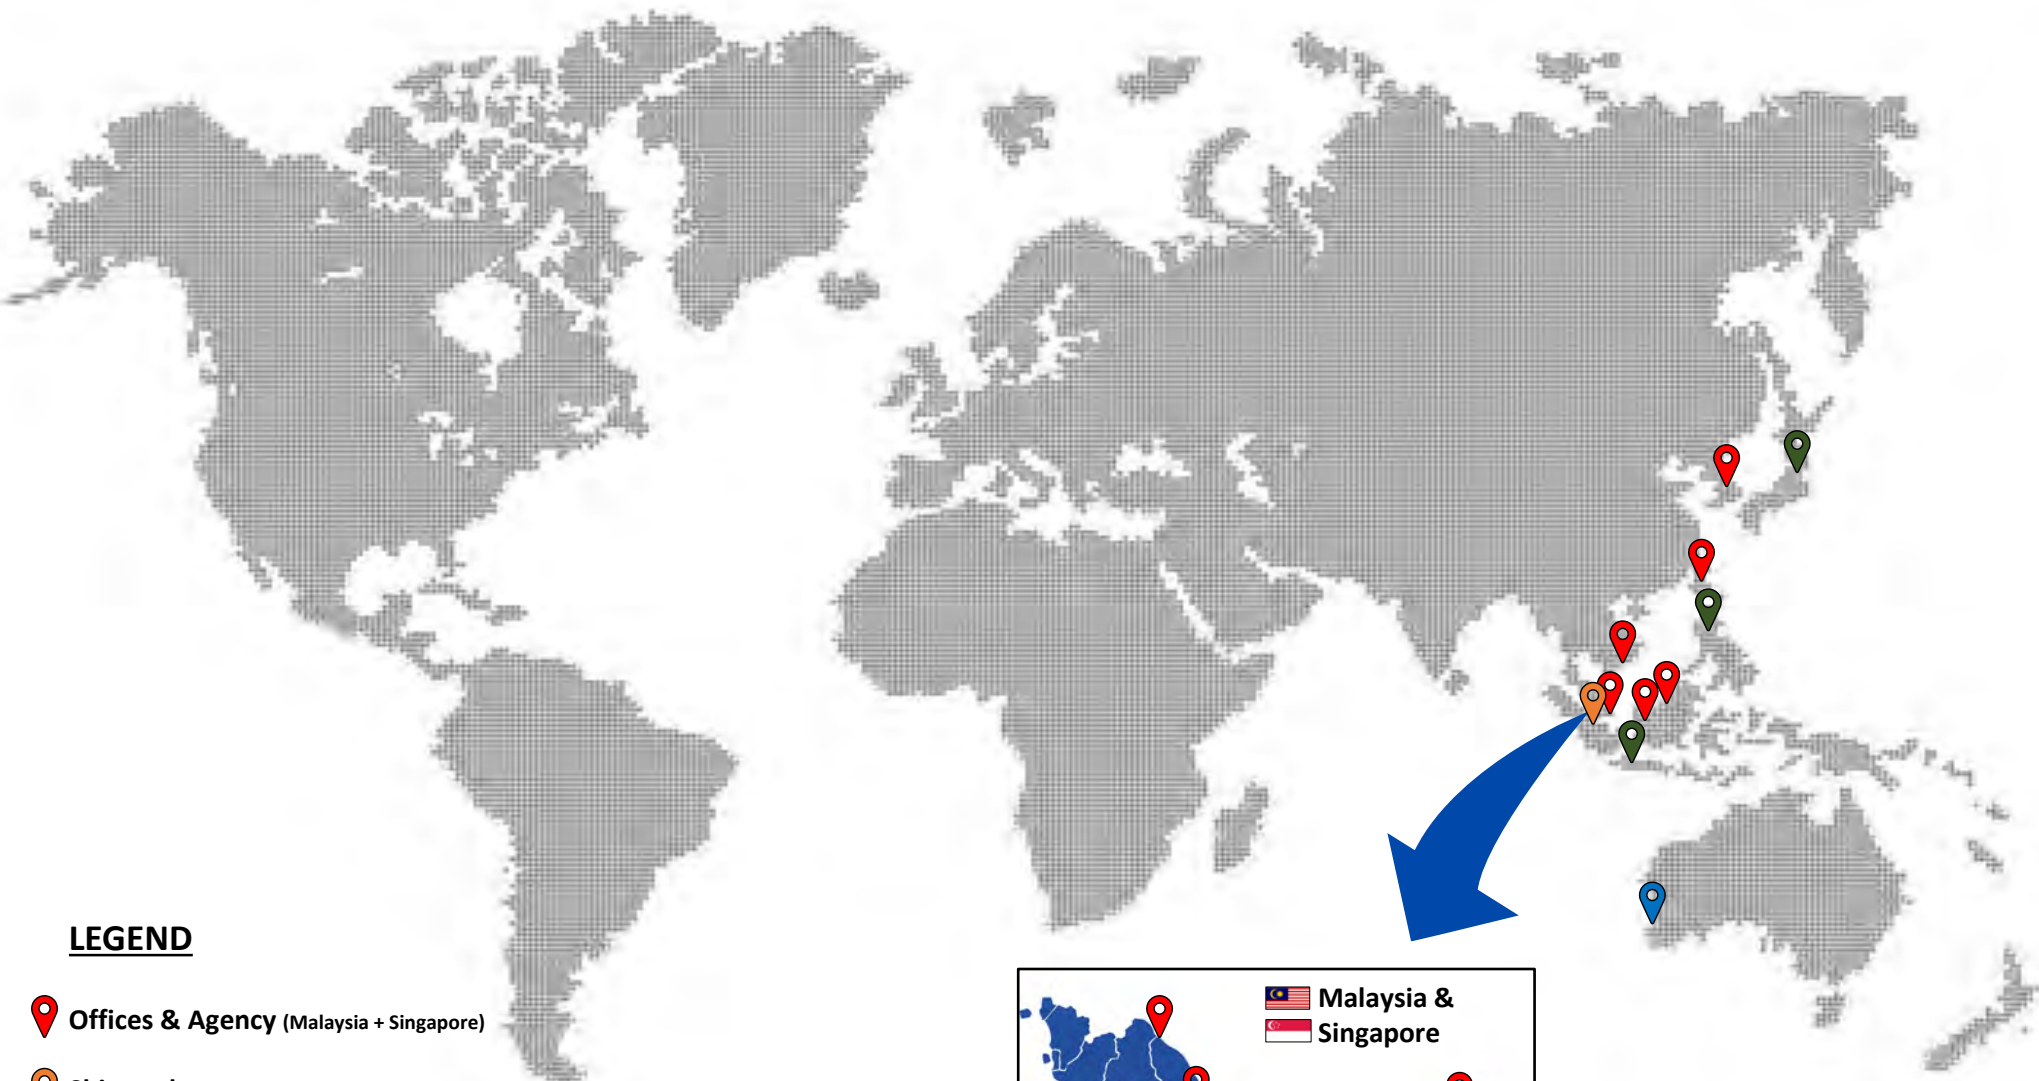 LEGEND
Offices & Agency (Malaysia + Singapore)
Malaysia &
Singapore